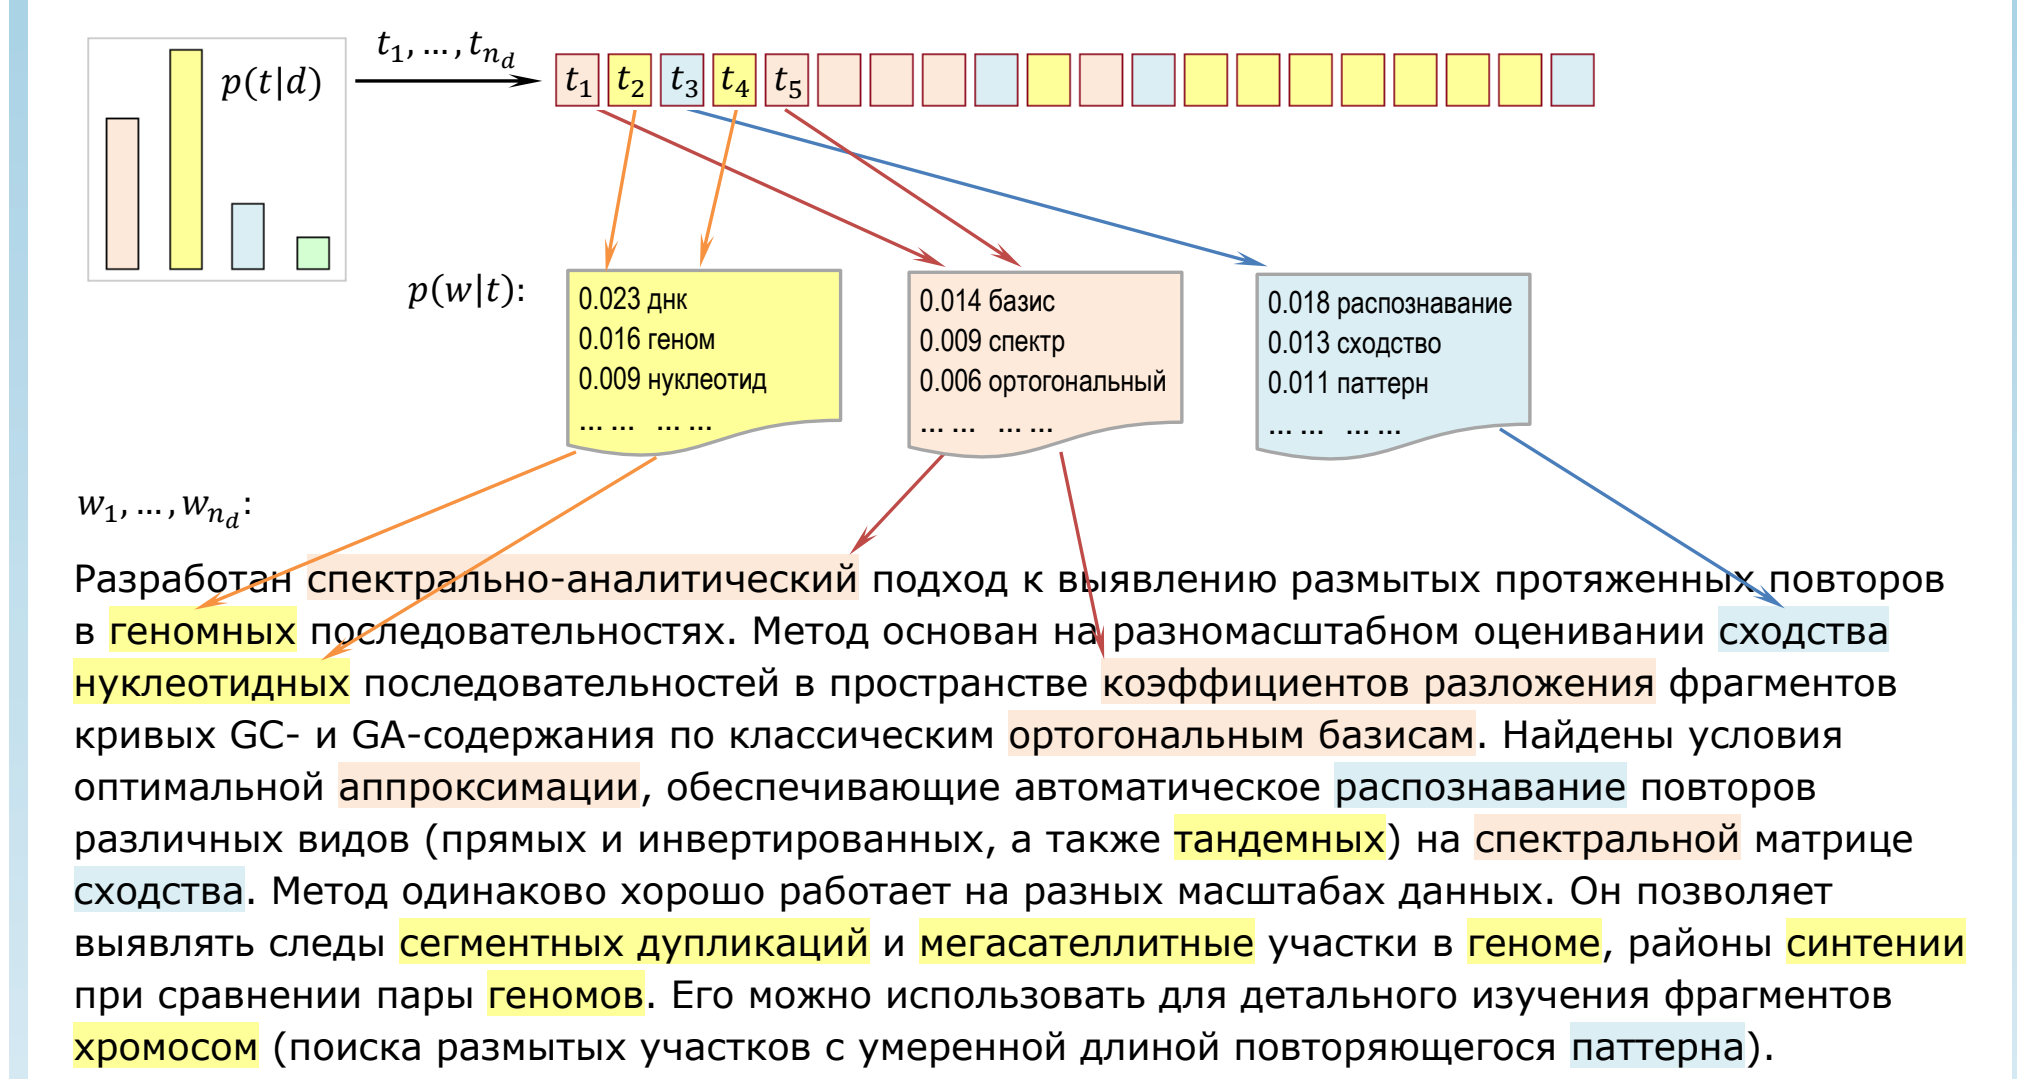 p(t|d)
t₁, …, t_{n_d}
t₁ t₂ t₃ t₄ t₅
p(w|t):
0.023 днк
0.016 геном
0.009 нуклеотид
... ... ... ...
0.014 базис
0.009 спектр
0.006 ортогональный
... ... ... ...
0.018 распознавание
0.013 сходство
0.011 паттерн
... ... ... ...
w₁, …, w_{n_d}:
Разработан спектрально-аналитический подход к выявлению размытых протяженных повторов
в геномных последовательностях. Метод основан на разномасштабном оценивании сходства
нуклеотидных последовательностей в пространстве коэффициентов разложения фрагментов
кривых GC- и GA-содержания по классическим ортогональным базисам. Найдены условия
оптимальной аппроксимации, обеспечивающие автоматическое распознавание повторов
различных видов (прямых и инвертированных, а также тандемных) на спектральной матрице
сходства. Метод одинаково хорошо работает на разных масштабах данных. Он позволяет
выявлять следы сегментных дупликаций и мегасателлитные участки в геноме, районы синтении
при сравнении пары геномов. Его можно использовать для детального изучения фрагментов
хромосом (поиска размытых участков с умеренной длиной повторяющегося паттерна).